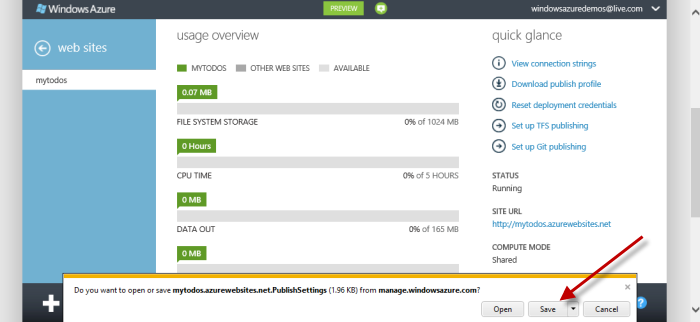 Windows Azure
PREVIEW
windowsazuredemos@live.com
web sites
mytodos
usage overview
MYTODOS OTHER WEB SITES AVAILABLE
0.07 MB
FILE SYSTEM STORAGE 0% of 1024 MB
0 Hours
CPU TIME 0% of 5 HOURS
0 MB
DATA OUT 0% of 165 MB
0 MB
quick glance
View connection strings
Download publish profile
Reset deployment credentials
Set up TFS publishing
Set up Git publishing
STATUS
Running
SITE URL
http://mytodos.azurewebsites.net
COMPUTE MODE
Shared
Do you want to open or save mytodos.azurewebsites.net.PublishSettings (1.96 KB) from manage.windowsazure.com?
Open Save Cancel